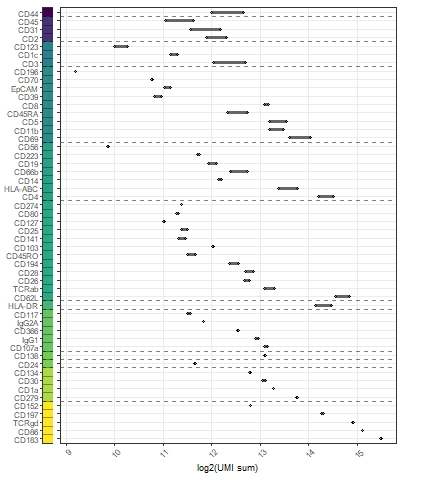 CD44
CD45
CD31
CD2
CD123
CD1c
CD3
CD196
CD70
EpCAM
CD39
CD8
CD45RA
CD5
CD11b
CD69
CD56
CD223
CD19
CD66b
CD14
HLA-ABC
CD4
CD274
CD80
CD127
CD25
CD141
CD103
CD45RO
CD194
CD28
CD26
TCRab
CD62L
HLA-DR
CD117
IgG2A
CD366
IgG1
CD107a
CD138
CD24
CD134
CD30
CD1a
CD279
CD152
CD197
TCRgd
CD86
CD183
9 10 11 12 13 14 15
log2(UMI sum)